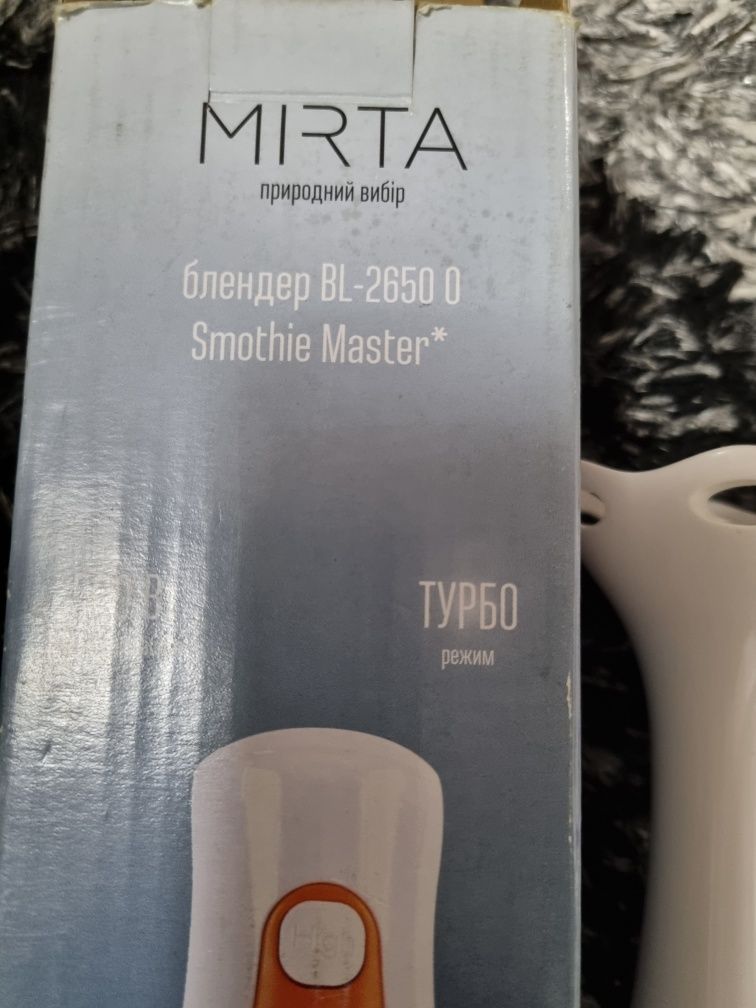 MIRTA
природний вибір
блендер BL-2650 O
Smothie Master*
ТУРБО
режим